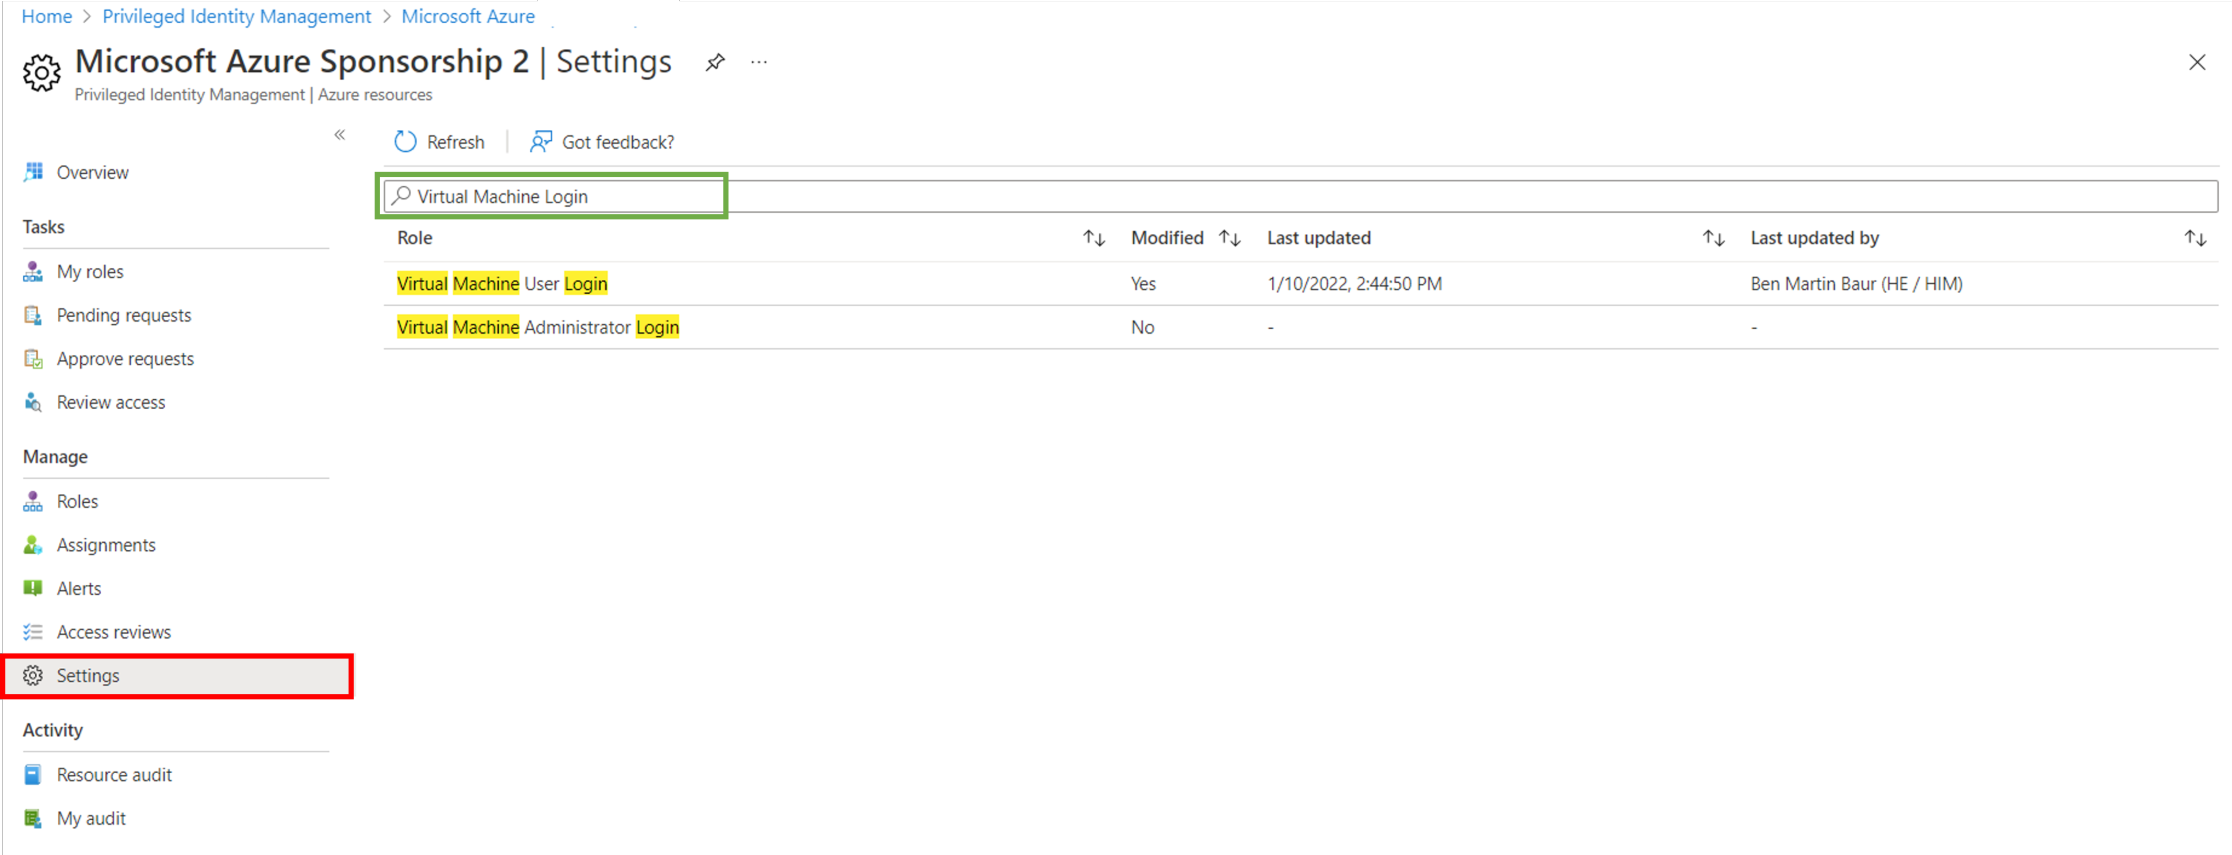 Home > Privileged Identity Management > Microsoft Azure
Microsoft Azure Sponsorship 2 | Settings ...
Privileged Identity Management | Azure resources
«
Refresh | Got feedback?
Overview
Virtual Machine Login
Tasks
Role Modified Last updated Last updated by
My roles
Virtual Machine User Login Yes 1/10/2022, 2:44:50 PM Ben Martin Baur (HE / HIM)
Pending requests
Virtual Machine Administrator Login No - -
Approve requests
Review access
Manage
Roles
Assignments
Alerts
Access reviews
Settings
Activity
Resource audit
My audit